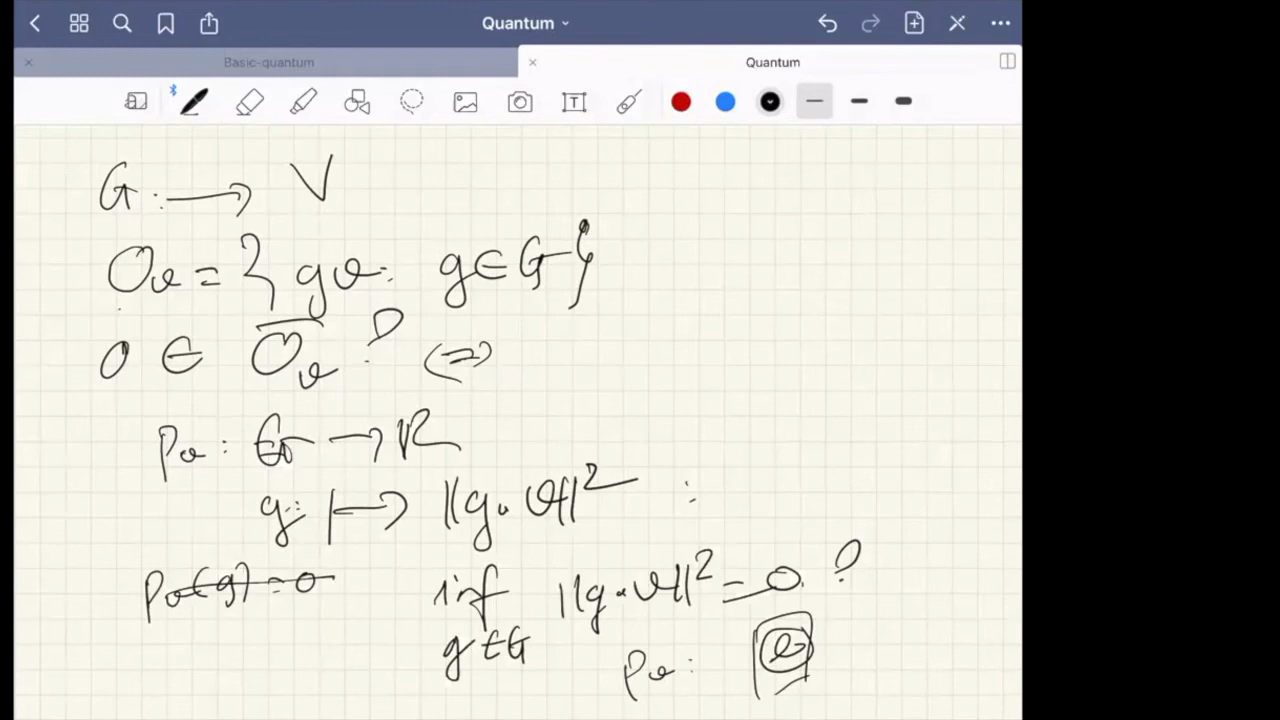 Quantum
Basic-quantum
Quantum
T
G : → V
O_v = { gv : g ∈ G }
0 ∈ \overline{O_v} ? ⇔
p_v : G → R
g : ↦ ||g . v||^2 :
~~p_v(g) = 0~~ inf ||g . v||^2 = 0 . ?
g ∈ G p_v :